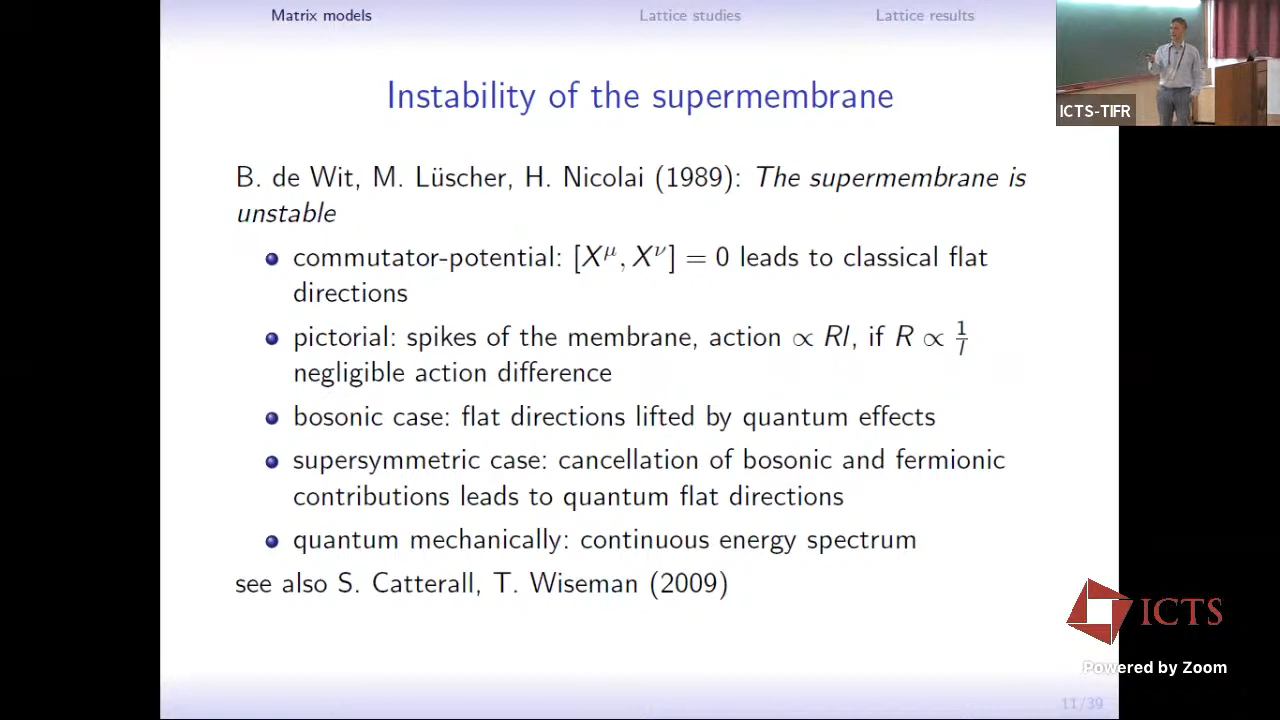 Matrix models Lattice studies Lattice results
ICTS-TIFR
Instability of the supermembrane
B. de Wit, M. Lüscher, H. Nicolai (1989): The supermembrane is
unstable
commutator-potential: [X^μ, X^ν] = 0 leads to classical flat
directions
pictorial: spikes of the membrane, action ∝ Rl, if R ∝ 1/l
negligible action difference
bosonic case: flat directions lifted by quantum effects
supersymmetric case: cancellation of bosonic and fermionic
contributions leads to quantum flat directions
quantum mechanically: continuous energy spectrum
see also S. Catterall, T. Wiseman (2009)
ICTS
Powered by Zoom
11/39